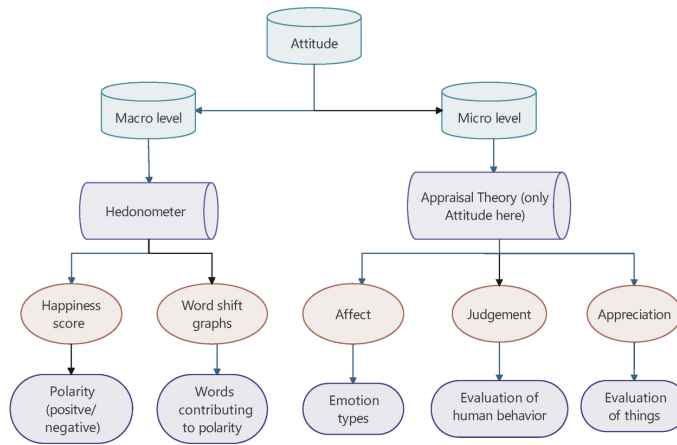 Attitude
Macro level
Micro level
Hedonometer
Appraisal Theory (only
Attitude here)
Happiness
score
Word shift
graphs
Affect
Judgement
Appreciation
Polarity
(positve/
negative)
Words
contributing
to polarity
Emotion
types
Evaluation of
human behavior
Evaluation
of things